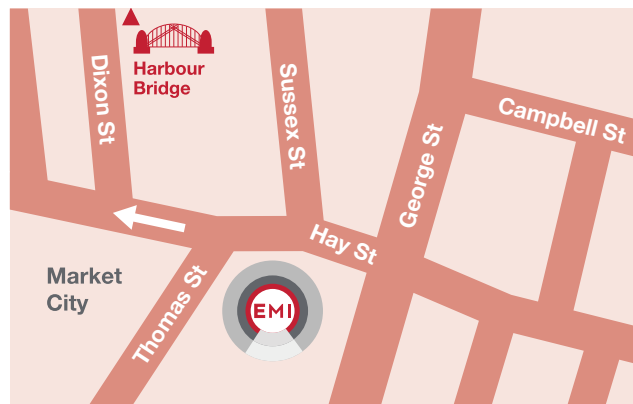 Harbour
Bridge
Dixon St
Sussex St
George St
Campbell St
Hay St
Market
City
Thomas St
EMI